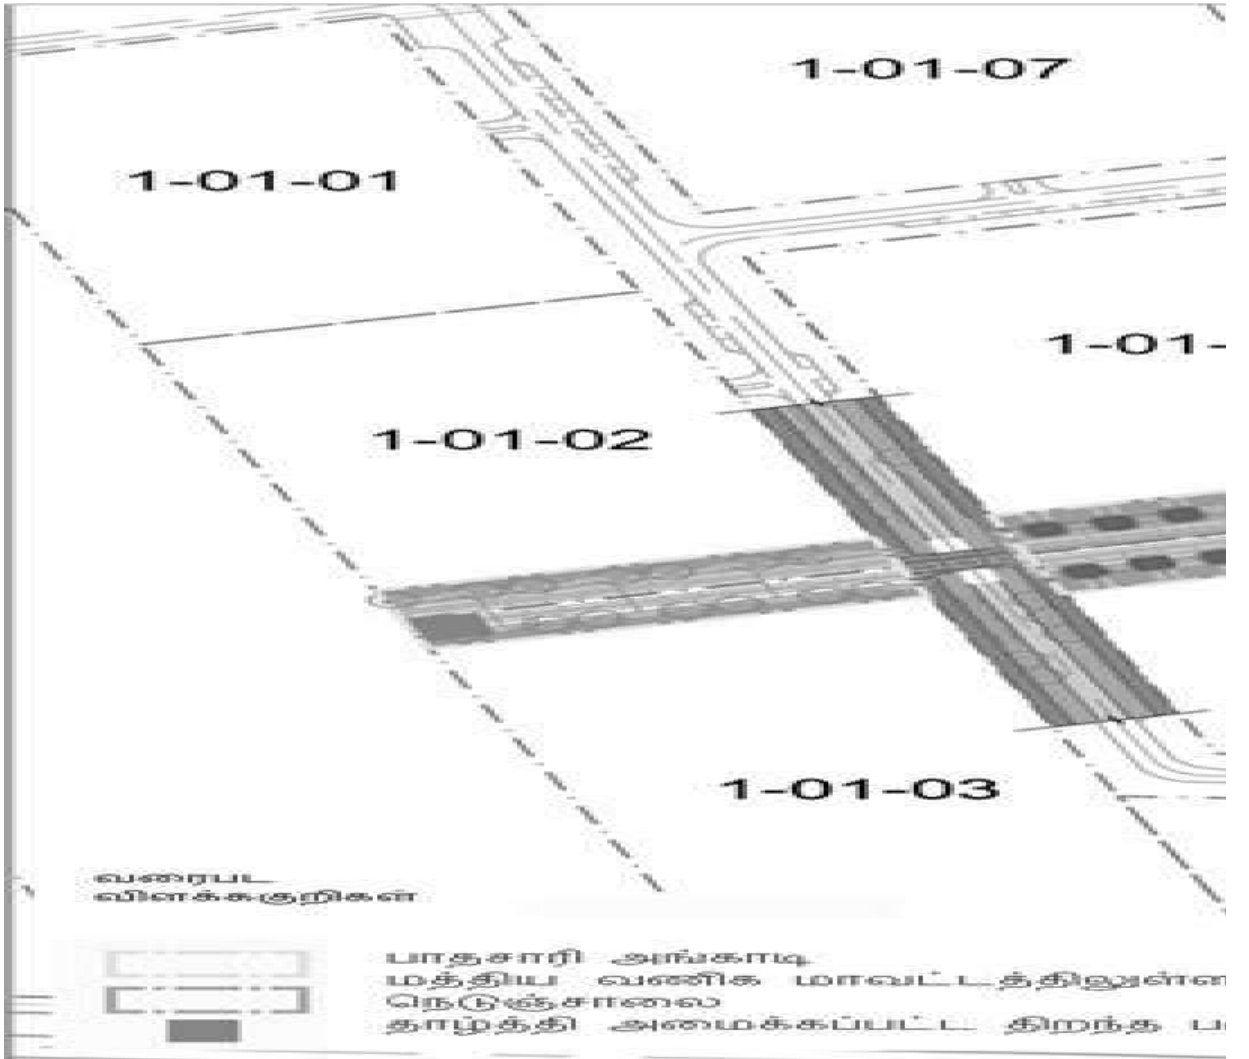 1-01-07
1-01-01
1-01-
1-01-02
1-01-03
வரைபட
விளக்ககுறிகள்
பாதசாரி அங்காடி
மத்திய வணிக மாவட்டத்திலுள்ள
நெடுஞ்சாலை
தாழ்த்தி அமைக்கப்பட்ட திறந்த ப